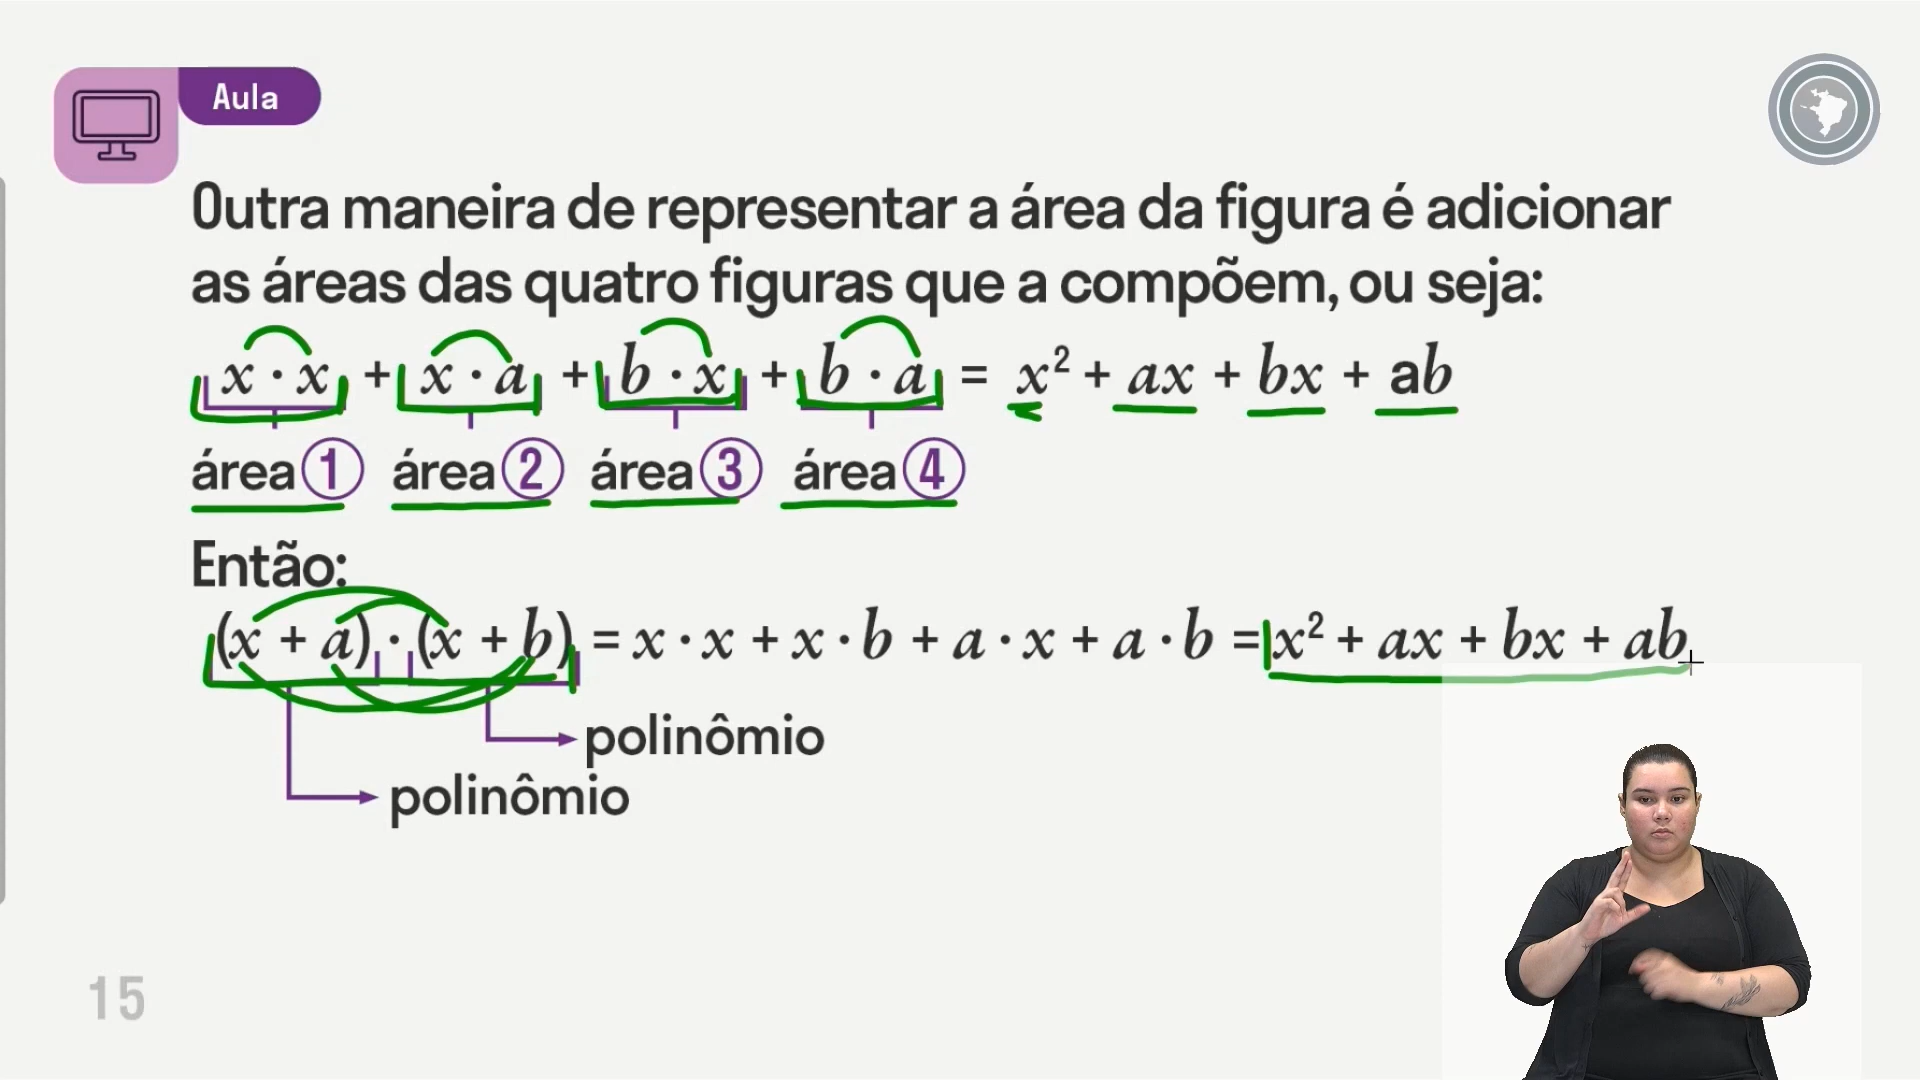 Aula
Outra maneira de representar a área da figura é adicionar
as áreas das quatro figuras que a compõem, ou seja:
x · x + x · a + b · x + b · a = x² + ax + bx + ab
área 1 área 2 área 3 área 4
Então:
(x + a) · (x + b) = x · x + x · b + a · x + a · b = x² + ax + bx + ab
polinômio
polinômio
15